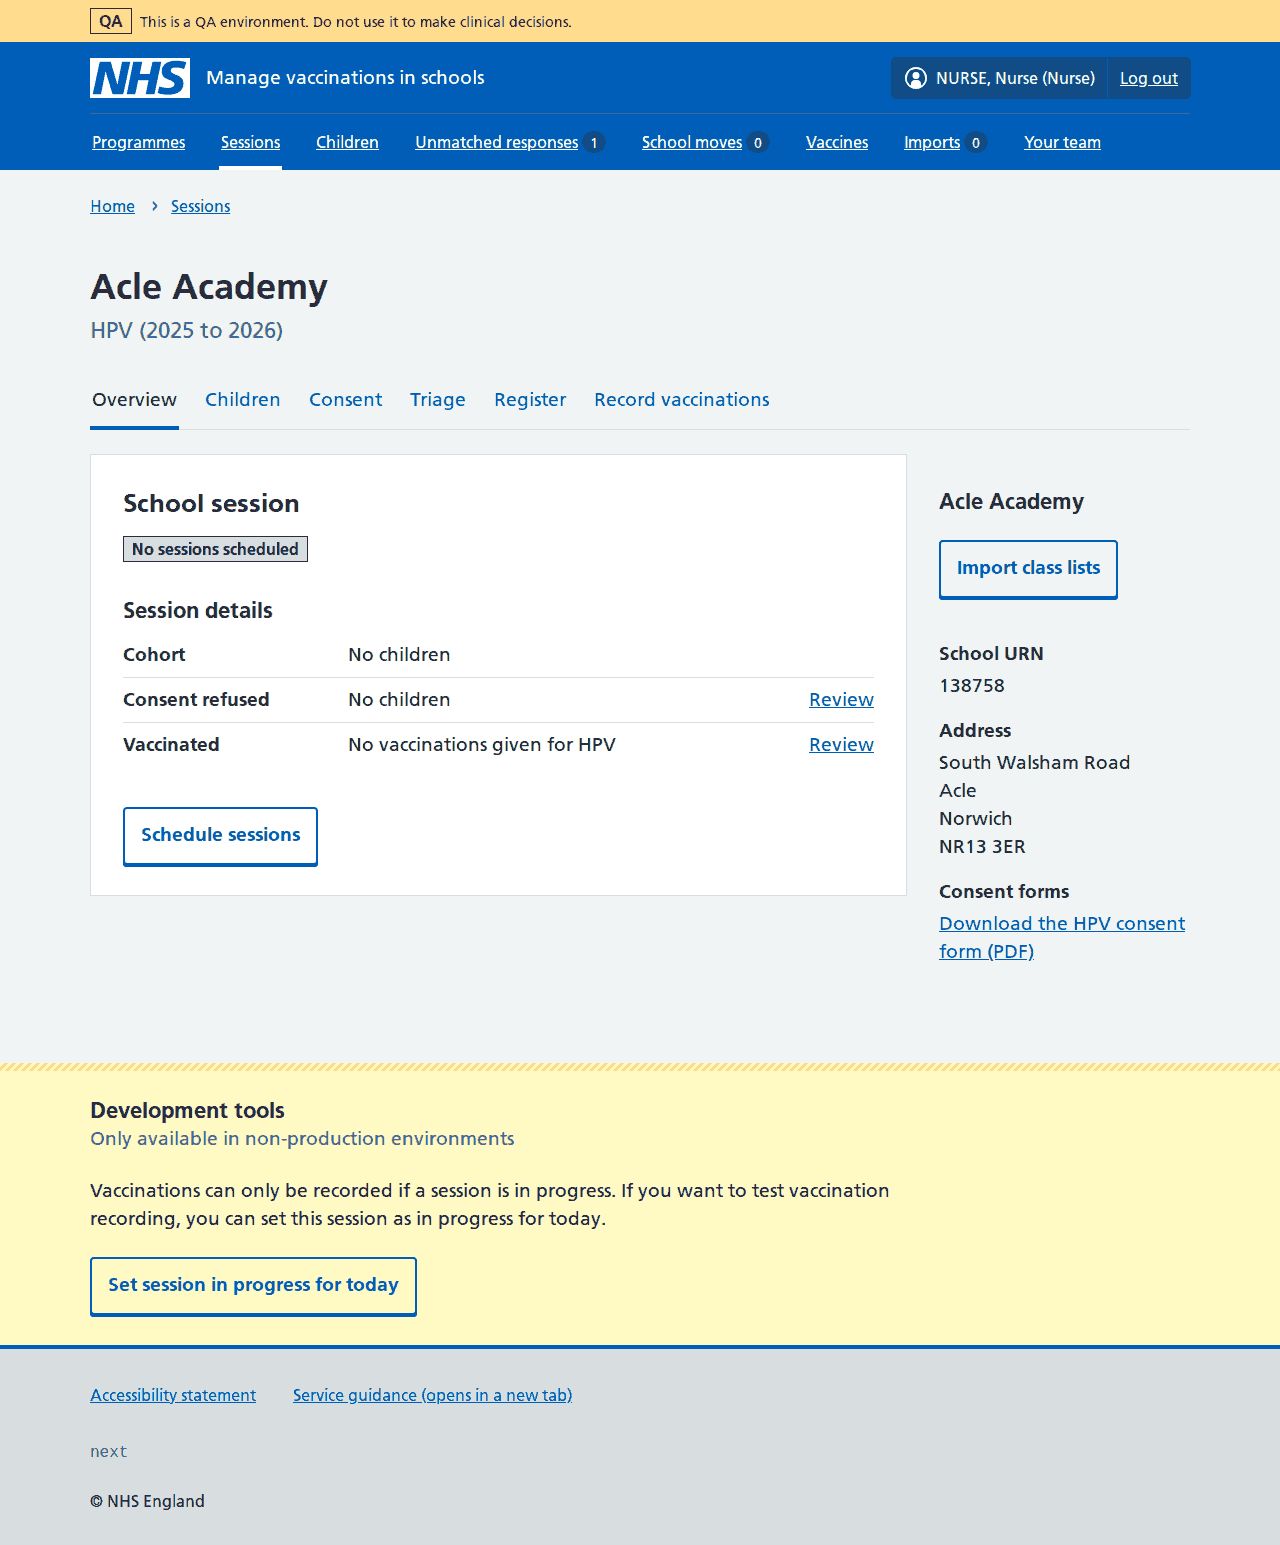 QA This is a QA environment. Do not use it to make clinical decisions.
NHS Manage vaccinations in schools NURSE, Nurse (Nurse) Log out
Programmes Sessions Children Unmatched responses 1 School moves 0 Vaccines Imports 0 Your team
Home › Sessions
Acle Academy
HPV (2025 to 2026)
Overview Children Consent Triage Register Record vaccinations
School session
No sessions scheduled
Session details
Cohort No children
Consent refused No children Review
Vaccinated No vaccinations given for HPV Review
Schedule sessions
Acle Academy
Import class lists
School URN
138758
Address
South Walsham Road
Acle
Norwich
NR13 3ER
Consent forms
Download the HPV consent
form (PDF)
Development tools
Only available in non-production environments
Vaccinations can only be recorded if a session is in progress. If you want to test vaccination
recording, you can set this session as in progress for today.
Set session in progress for today
Accessibility statement Service guidance (opens in a new tab)
next
© NHS England